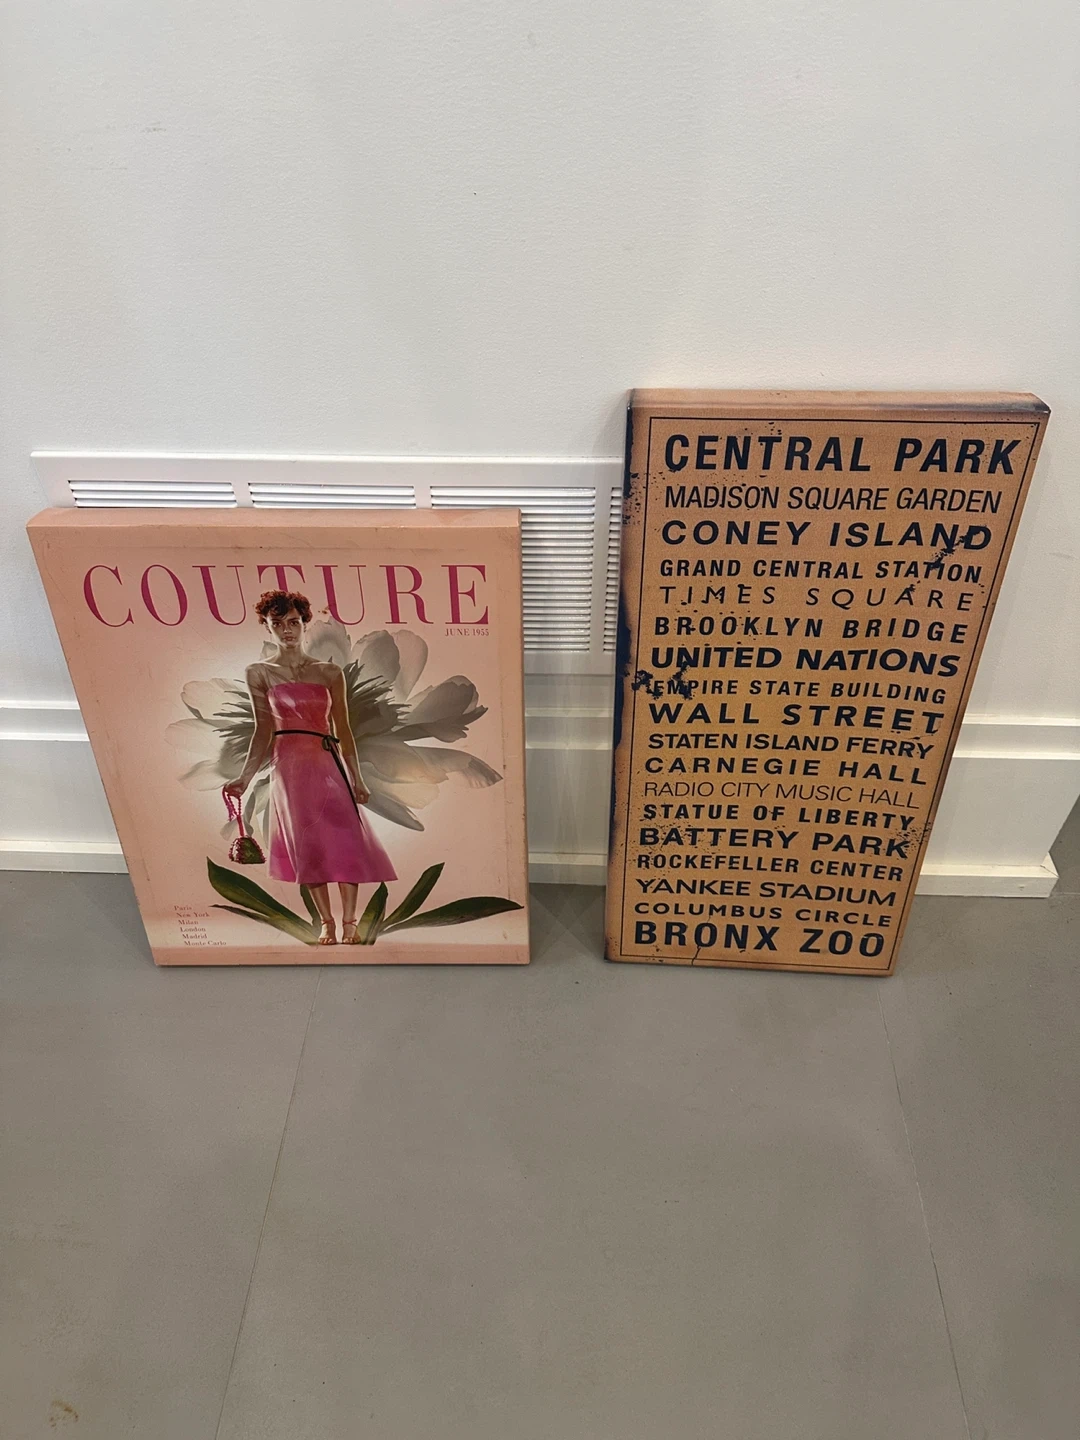 COUTURE
JUNE 1955
Paris
New York
Milan
London
Madrid
Monte Carlo
CENTRAL PARK
MADISON SQUARE GARDEN
CONEY ISLAND
GRAND CENTRAL STATION
TIMES SQUARE
BROOKLYN BRIDGE
UNITED NATIONS
EMPIRE STATE BUILDING
WALL STREET
STATEN ISLAND FERRY
CARNEGIE HALL
RADIO CITY MUSIC HALL
STATUE OF LIBERTY
BATTERY PARK
ROCKEFELLER CENTER
YANKEE STADIUM
COLUMBUS CIRCLE
BRONX ZOO